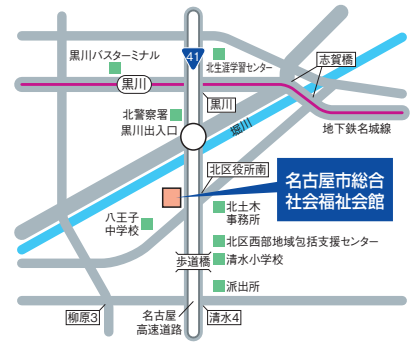 志賀橋
41
黒川バスターミナル
北生涯学習センター
黒川
黒川
北警察署
黒川出入口
堀川
地下鉄名城線
北区役所南
名古屋市総合
社会福祉会館
八王子
中学校
北土木
事務所
北区西部地域包括支援センター
歩道橋
清水小学校
派出所
柳原3
名古屋
高速道路
清水4